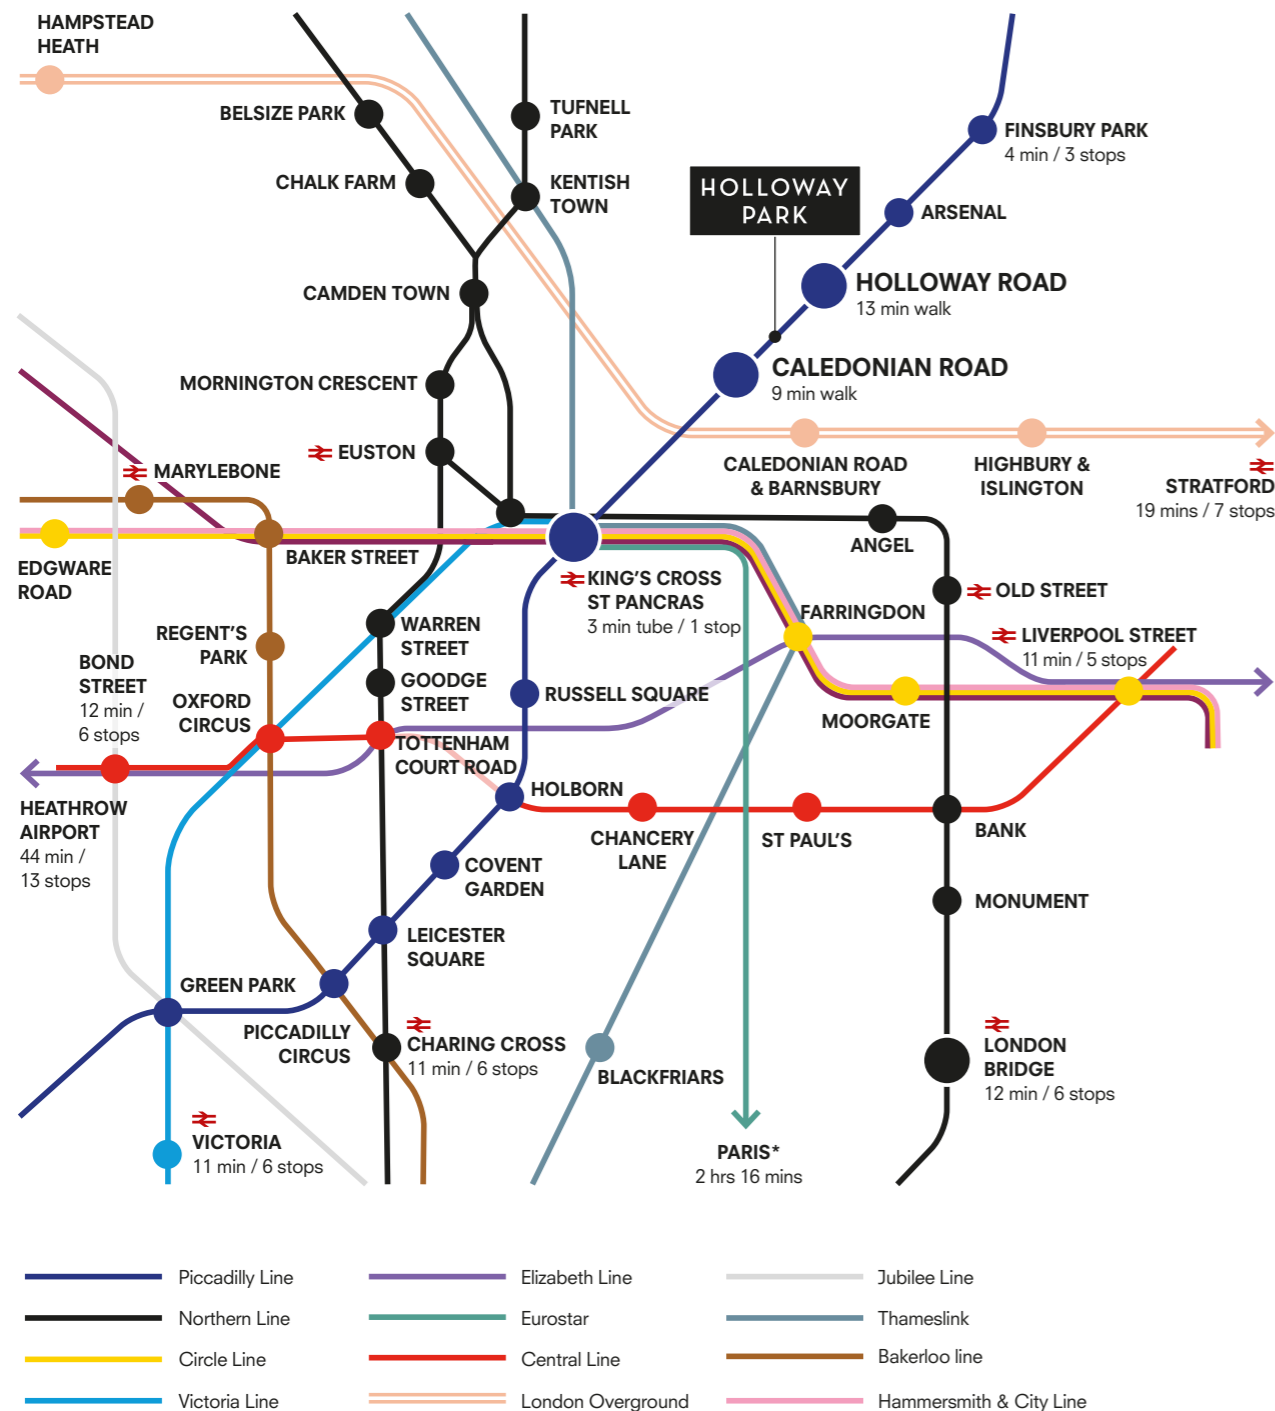 HAMPSTEAD
HEATH
BELSIZE PARK
TUFNELL
PARK
FINSBURY PARK
4 min / 3 stops
CHALK FARM
KENTISH
TOWN
HOLLOWAY
PARK
ARSENAL
CAMDEN TOWN
HOLLOWAY ROAD
13 min walk
MORNINGTON CRESCENT
CALEDONIAN ROAD
9 min walk
EUSTON
MARYLEBONE
CALEDONIAN ROAD
& BARNSBURY
HIGHBURY &
ISLINGTON
STRATFORD
19 mins / 7 stops
EDGWARE
ROAD
BAKER STREET
ANGEL
KING'S CROSS
ST PANCRAS
3 min tube / 1 stop
OLD STREET
FARRINGDON
REGENT'S
PARK
WARREN
STREET
LIVERPOOL STREET
11 min / 5 stops
BOND
STREET
12 min /
6 stops
OXFORD
CIRCUS
GOODGE
STREET
RUSSELL SQUARE
MOORGATE
TOTTENHAM
COURT ROAD
HEATHROW
AIRPORT
44 min /
13 stops
HOLBORN
CHANCERY
LANE
ST PAUL'S
BANK
COVENT
GARDEN
MONUMENT
LEICESTER
SQUARE
GREEN PARK
PICCADILLY
CIRCUS
CHARING CROSS
11 min / 6 stops
BLACKFRIARS
LONDON
BRIDGE
12 min / 6 stops
VICTORIA
11 min / 6 stops
PARIS*
2 hrs 16 mins
Piccadilly Line
Elizabeth Line
Jubilee Line
Northern Line
Eurostar
Thameslink
Circle Line
Central Line
Bakerloo line
Victoria Line
London Overground
Hammersmith & City Line